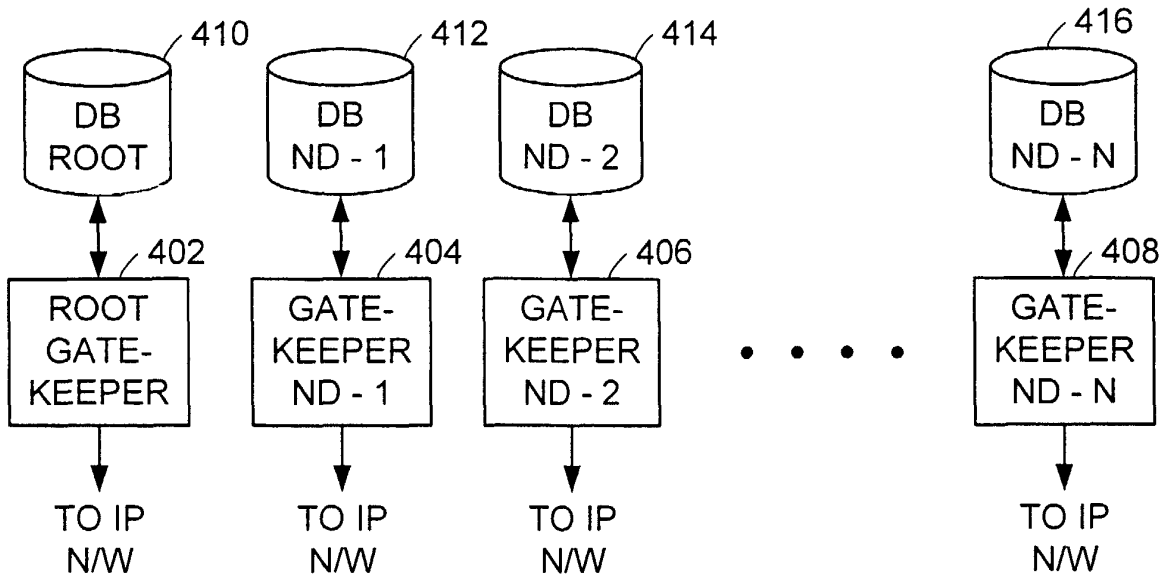 410
412
414
416
DB
ROOT
DB
ND - 1
DB
ND - 2
DB
ND - N
402
404
406
408
ROOT
GATE-
KEEPER
GATE-
KEEPER
ND - 1
GATE-
KEEPER
ND - 2
GATE-
KEEPER
ND - N
TO IP
N/W
TO IP
N/W
TO IP
N/W
TO IP
N/W